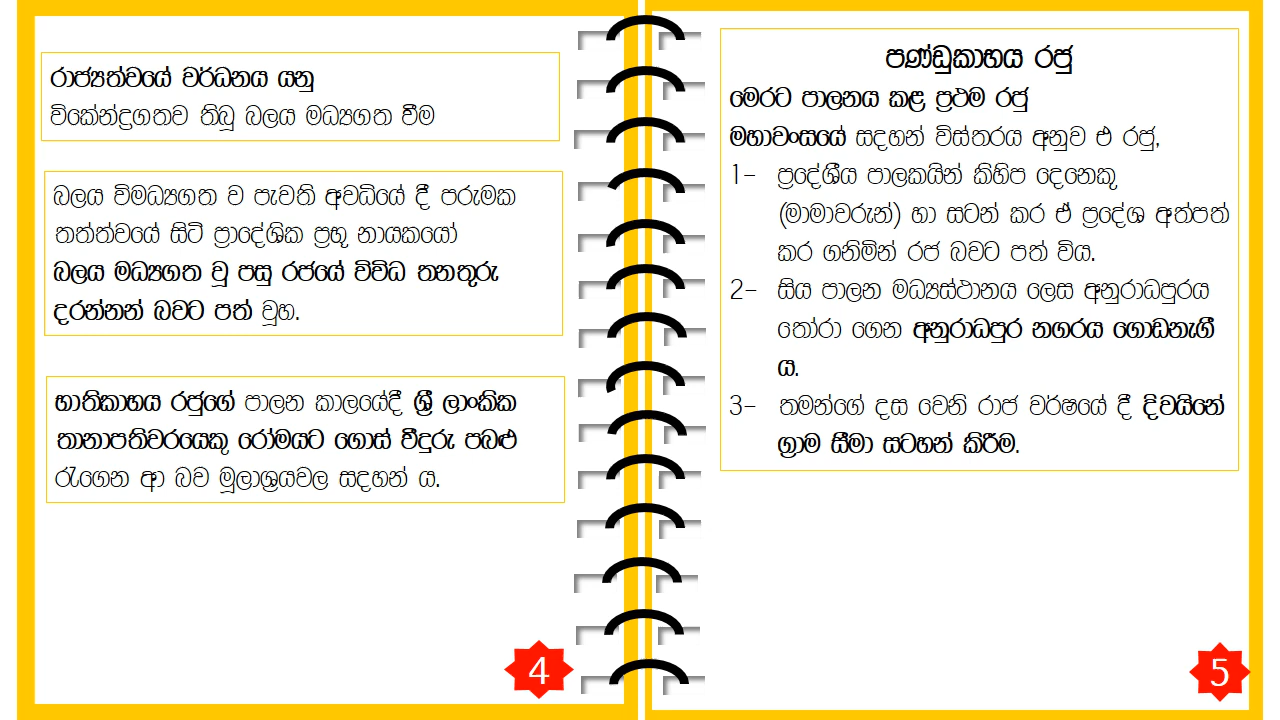 රාජ්‍යත්වයේ වර්ධනය යනු
විකේන්ද්‍රගතව තිබූ බලය මධ්‍යගත වීම
බලය විමධ්‍යගත ව පැවති අවධියේ දී පරුමක
තත්ත්වයේ සිටි ප්‍රාදේශික ප්‍රභූ නායකයෝ
බලය මධ්‍යගත වූ පසු රජයේ විවිධ තනතුරු
දරන්නන් බවට පත් වූහ.
භාතිකාභය රජුගේ පාලන කාලයේදී ශ්‍රී ලාංකික
තානාපතිවරයෙකු රෝමයට ගොස් වීදුරු පබළු
රැගෙන ආ බව මූලාශ්‍රයවල සදහන් ය.
4
පණ්ඩුකාභය රජු
මෙරට පාලනය කළ ප්‍රථම රජු
මහාවංසයේ සදහන් විස්තරය අනුව එ රජු,
1- ප්‍රදේශීය පාලකයින් කිහිප දෙනෙකු
(මාමාවරුන්) හා සටන් කර ඒ ප්‍රදේශ අත්පත්
කර ගනිමින් රජ බවට පත් විය.
2- සිය පාලන මධ්‍යස්ථානය ලෙස අනුරාධපුරය
තෝරා ගෙන අනුරාධපුර නගරය ගොඩනැගී
ය.
3- තමන්ගේ දස වෙනි රාජ වර්ෂයේ දී දිවයිනේ
ග්‍රාම සීමා සටහන් කිරීම.
5